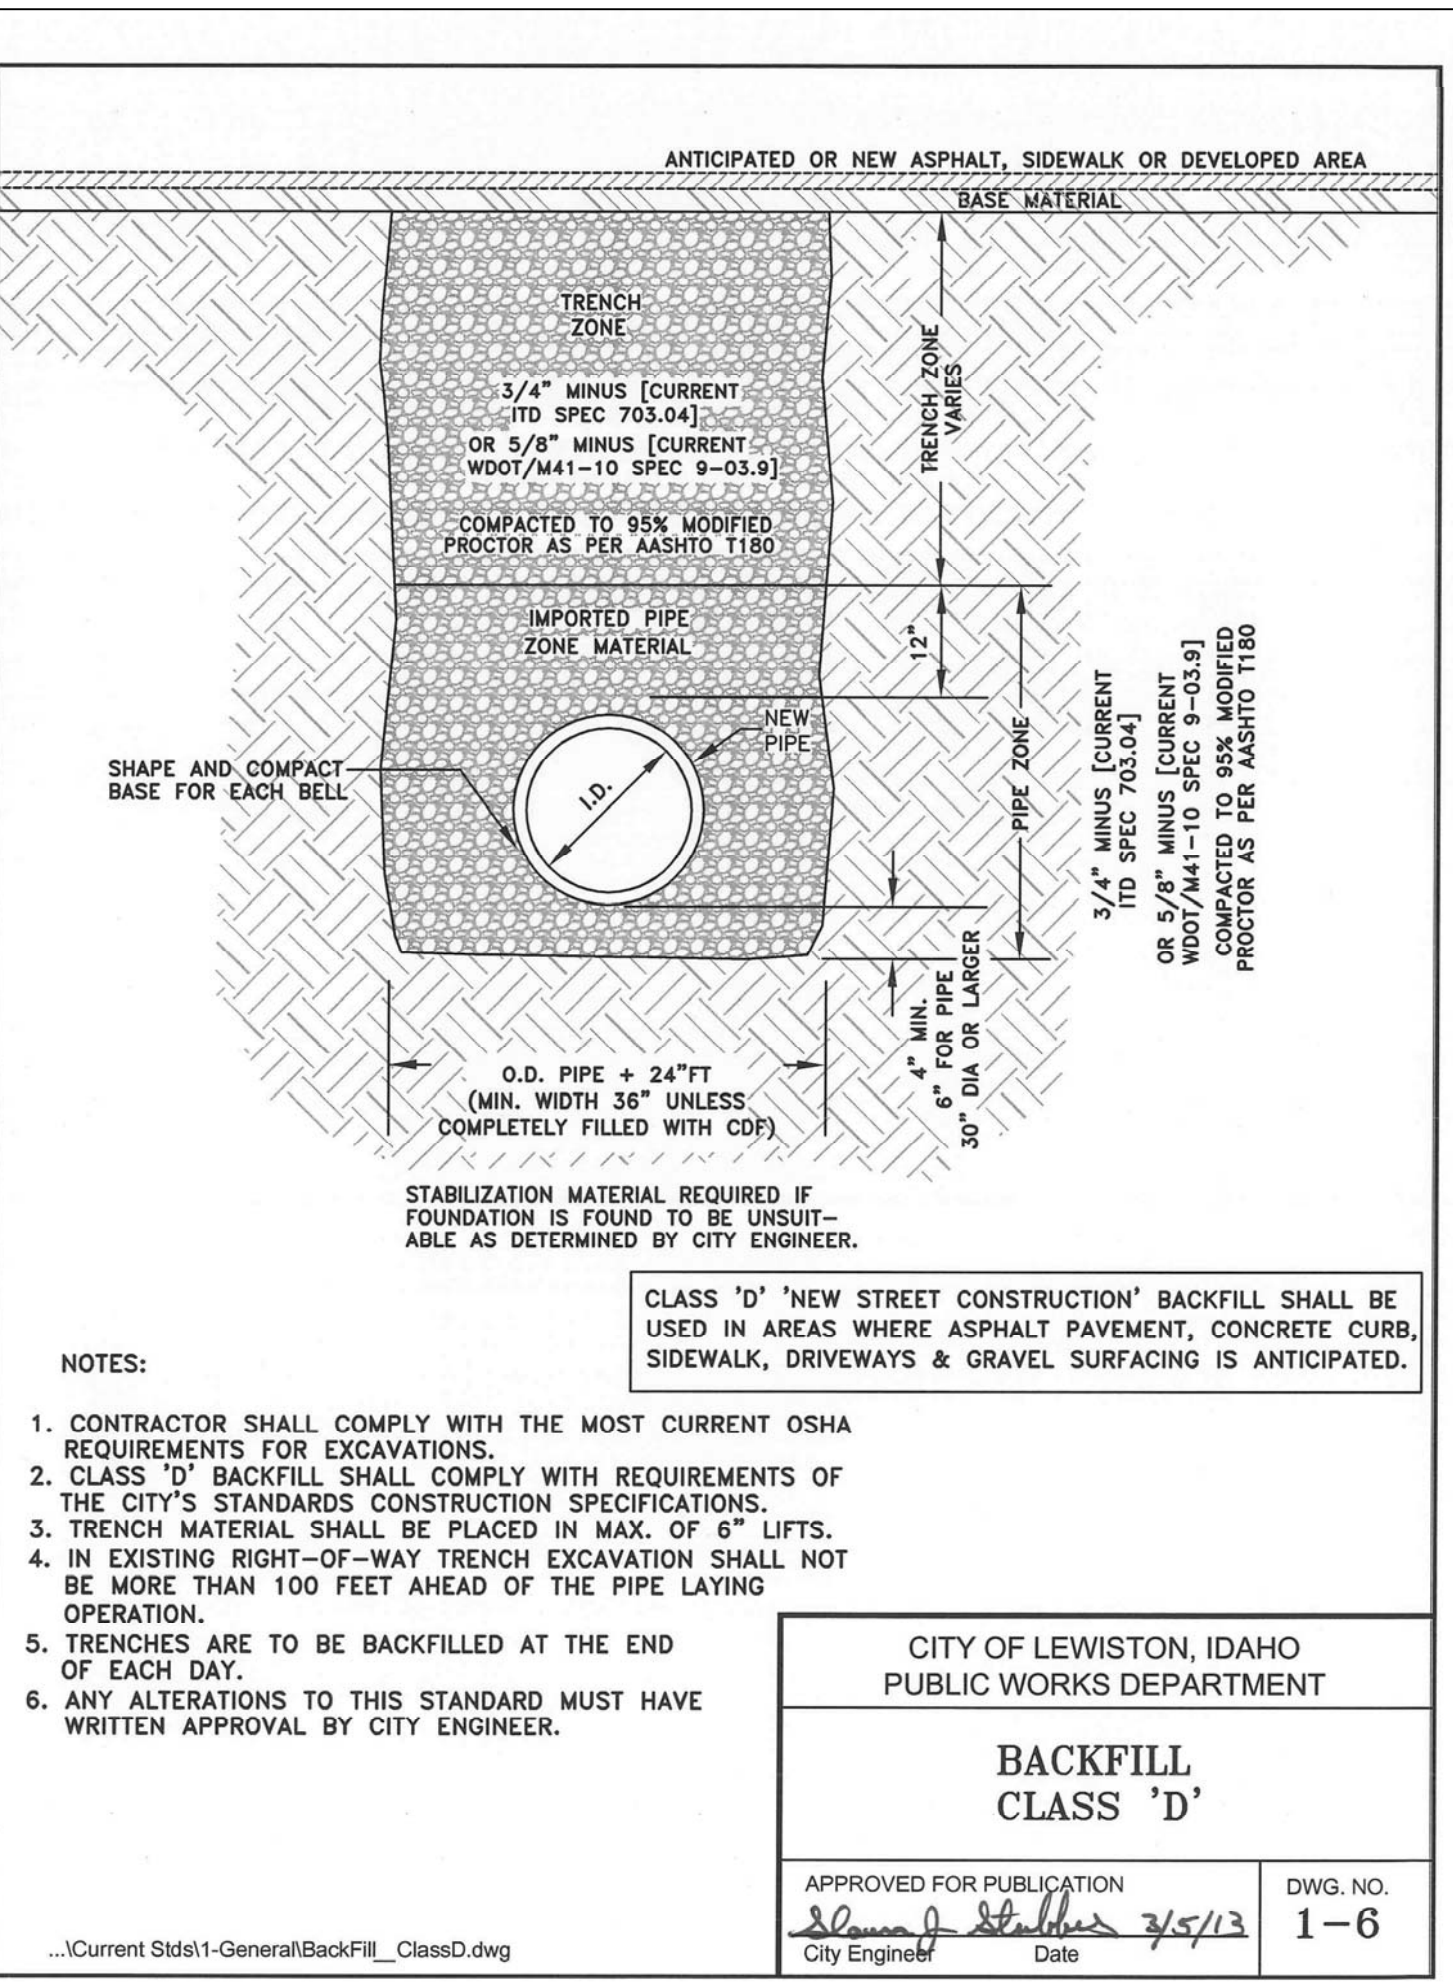 ANTICIPATED OR NEW ASPHALT, SIDEWALK OR DEVELOPED AREA
BASE MATERIAL
TRENCH
ZONE
3/4" MINUS [CURRENT
ITD SPEC 703.04]
OR 5/8" MINUS [CURRENT
WDOT/M41-10 SPEC 9-03.9]
COMPACTED TO 95% MODIFIED
PROCTOR AS PER AASHTO T180
TRENCH ZONE
VARIES
IMPORTED PIPE
ZONE MATERIAL
12"
NEW
PIPE
SHAPE AND COMPACT
BASE FOR EACH BELL
I.D.
PIPE ZONE
3/4" MINUS [CURRENT
ITD SPEC 703.04]
OR 5/8" MINUS [CURRENT
WDOT/M41-10 SPEC 9-03.9]
COMPACTED TO 95% MODIFIED
PROCTOR AS PER AASHTO T180
4" MIN.
6" FOR PIPE
30" DIA OR LARGER
O.D. PIPE + 24"FT
(MIN. WIDTH 36" UNLESS
COMPLETELY FILLED WITH CDF)
STABILIZATION MATERIAL REQUIRED IF
FOUNDATION IS FOUND TO BE UNSUIT-
ABLE AS DETERMINED BY CITY ENGINEER.
CLASS 'D' 'NEW STREET CONSTRUCTION' BACKFILL SHALL BE
USED IN AREAS WHERE ASPHALT PAVEMENT, CONCRETE CURB,
SIDEWALK, DRIVEWAYS & GRAVEL SURFACING IS ANTICIPATED.
NOTES:
1. CONTRACTOR SHALL COMPLY WITH THE MOST CURRENT OSHA
REQUIREMENTS FOR EXCAVATIONS.
2. CLASS 'D' BACKFILL SHALL COMPLY WITH REQUIREMENTS OF
THE CITY'S STANDARDS CONSTRUCTION SPECIFICATIONS.
3. TRENCH MATERIAL SHALL BE PLACED IN MAX. OF 6" LIFTS.
4. IN EXISTING RIGHT-OF-WAY TRENCH EXCAVATION SHALL NOT
BE MORE THAN 100 FEET AHEAD OF THE PIPE LAYING
OPERATION.
5. TRENCHES ARE TO BE BACKFILLED AT THE END
OF EACH DAY.
6. ANY ALTERATIONS TO THIS STANDARD MUST HAVE
WRITTEN APPROVAL BY CITY ENGINEER.
CITY OF LEWISTON, IDAHO
PUBLIC WORKS DEPARTMENT
BACKFILL
CLASS 'D'
APPROVED FOR PUBLICATION
3/5/13
City Engineer Date
DWG. NO.
1-6
...\Current Stds\1-General\BackFill_ClassD.dwg